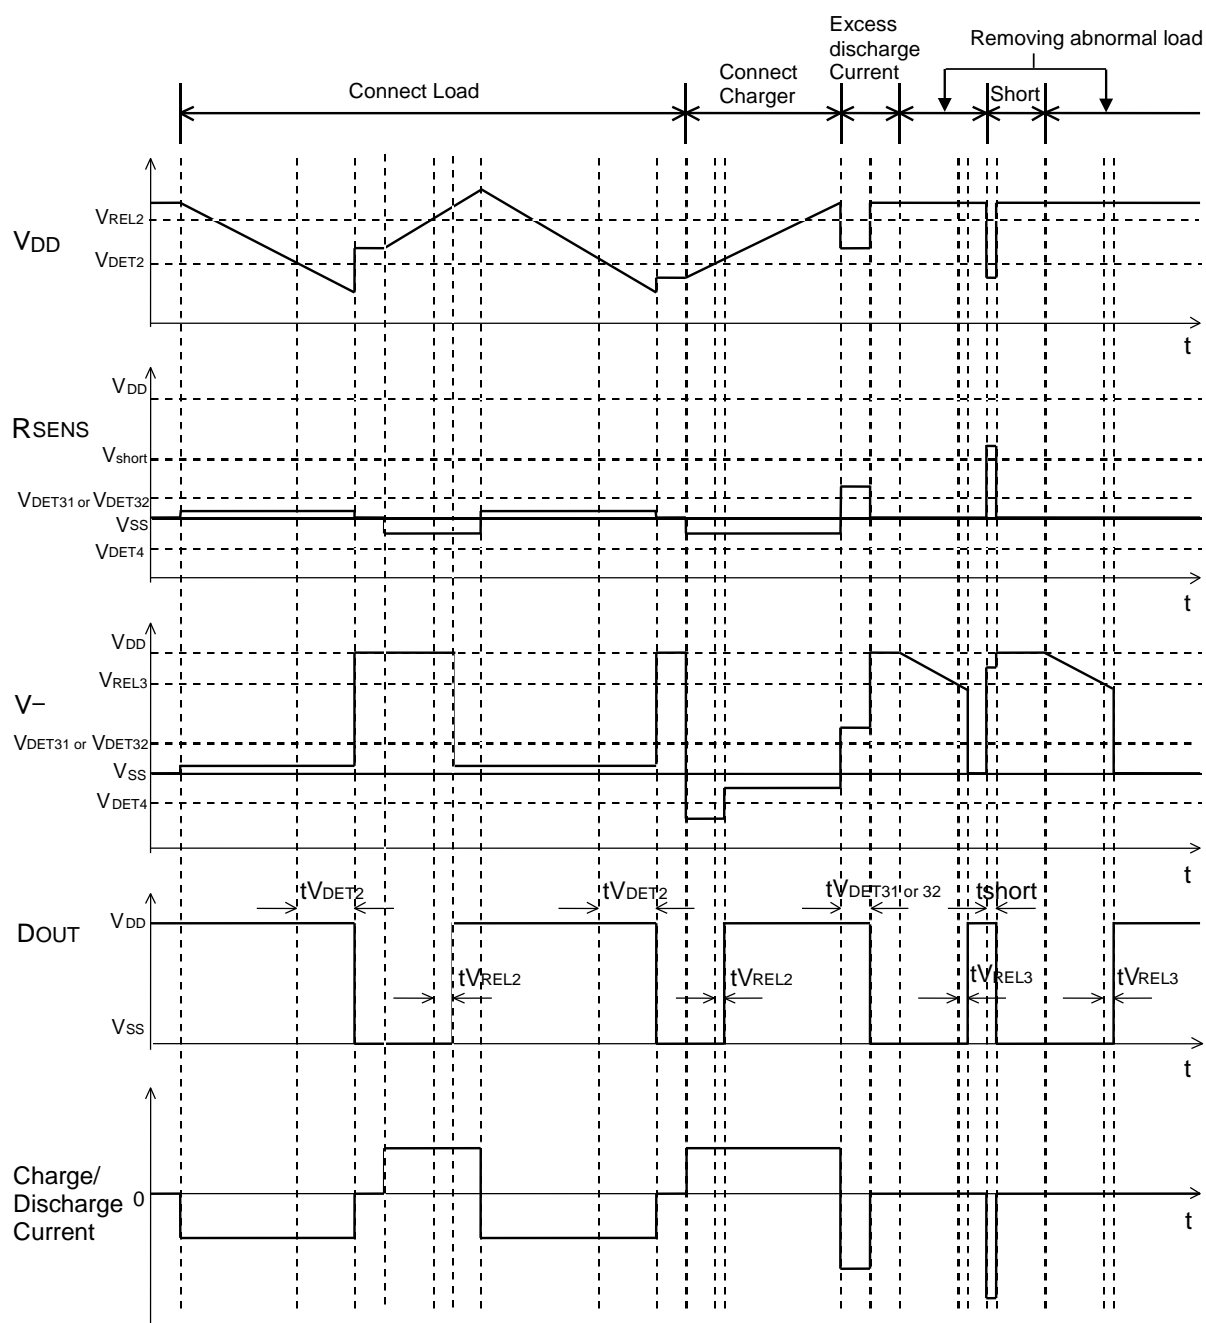 Excess
discharge
Current
Removing abnormal load
Connect Load
Connect
Charger
Short
VDD
VREL2
VDET2
t
RSENS
VDD
Vshort
VDET31 or VDET32
VSS
VDET4
t
V−
VDD
VREL3
VDET31 or VDET32
VSS
VDET4
t
DOUT
VDD
VSS
tVDET2
tVDET2
tVDET31 or 32
tshort
tVREL2
tVREL2
tVREL3
tVREL3
t
Charge/
Discharge
Current
0
t